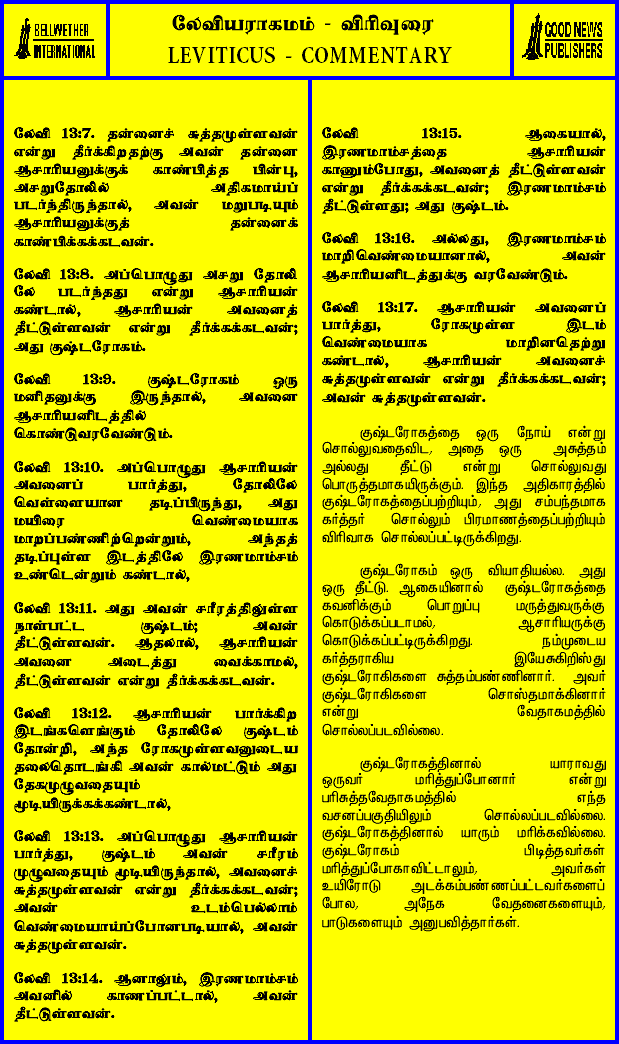 BELLWETHER
INTERNATIONAL
லேவியராகமம் - விரிவுரை
LEVITICUS - COMMENTARY
GOOD NEWS
PUBLISHERS
லேவி 13:7. தன்னைச் சுத்தமுள்ளவன்
என்று தீர்க்கிறதற்கு அவன் தன்னை
ஆசாரியனுக்குக் காண்பித்த பின்பு,
அசறுதோலில் அதிகமாய்ப்
படர்ந்திருந்தால், அவன் மறுபடியும்
ஆசாரியனுக்குத் தன்னைக்
காண்பிக்கக்கடவன்.
லேவி 13:8. அப்பொழுது அசறு தோலி
லே படர்ந்தது என்று ஆசாரியன்
கண்டால், ஆசாரியன் அவனைத்
தீட்டுள்ளவன் என்று தீர்க்கக்கடவன்;
அது குஷ்டரோகம்.
லேவி 13:9. குஷ்டரோகம் ஒரு
மனிதனுக்கு இருந்தால், அவனை
ஆசாரியனிடத்தில்
கொண்டுவரவேண்டும்.
லேவி 13:10. அப்பொழுது ஆசாரியன்
அவனைப் பார்த்து, தோலிலே
வெள்ளையான தடிப்பிருந்து, அது
மயிரை வெண்மையாக
மாறப்பண்ணிற்றென்றும், அந்தத்
தடிப்புள்ள இடத்திலே இரணமாம்சம்
உண்டென்றும் கண்டால்,
லேவி 13:11. அது அவன் சரீரத்திலுள்ள
நாள்பட்ட குஷ்டம்; அவன்
தீட்டுள்ளவன். ஆதலால், ஆசாரியன்
அவனை அடைத்து வைக்காமல்,
தீட்டுள்ளவன் என்று தீர்க்கக்கடவன்.
லேவி 13:12. ஆசாரியன் பார்க்கிற
இடங்களெங்கும் தோலிலே குஷ்டம்
தோன்றி, அந்த ரோகமுள்ளவனுடைய
தலைதொடங்கி அவன் கால்மட்டும் அது
தேகமுழுவதையும்
மூடியிருக்கக்கண்டால்,
லேவி 13:13. அப்பொழுது ஆசாரியன்
பார்த்து, குஷ்டம் அவன் சரீரம்
முழுவதையும் மூடியிருந்தால், அவனைச்
சுத்தமுள்ளவன் என்று தீர்க்கக்கடவன்;
அவன் உடம்பெல்லாம்
வெண்மையாய்ப்போனபடியால், அவன்
சுத்தமுள்ளவன்.
லேவி 13:14. ஆனாலும், இரணமாம்சம்
அவனில் காணப்பட்டால், அவன்
தீட்டுள்ளவன்.
லேவி 13:15. ஆகையால்,
இரணமாம்சத்தை ஆசாரியன்
காணும்போது, அவனைத் தீட்டுள்ளவன்
என்று தீர்க்கக்கடவன்; இரணமாம்சம்
தீட்டுள்ளது; அது குஷ்டம்.
லேவி 13:16. அல்லது, இரணமாம்சம்
மாறிவெண்மையானால், அவன்
ஆசாரியனிடத்துக்கு வரவேண்டும்.
லேவி 13:17. ஆசாரியன் அவனைப்
பார்த்து, ரோகமுள்ள இடம்
வெண்மையாக மாறினதென்று
கண்டால், ஆசாரியன் அவனைச்
சுத்தமுள்ளவன் என்று தீர்க்கக்கடவன்;
அவன் சுத்தமுள்ளவன்.
குஷ்டரோகத்தை ஒரு நோய் என்று
சொல்லுவதைவிட, அதை ஒரு அசுத்தம்
அல்லது தீட்டு என்று சொல்லுவது
பொருத்தமாகயிருக்கும். இந்த அதிகாரத்தில்
குஷ்டரோகத்தைப்பற்றியும், அது சம்பந்தமாக
கர்த்தர் சொல்லும் பிரமாணத்தைப்பற்றியும்
விரிவாக சொல்லப்பட்டிருக்கிறது.
குஷ்டரோகம் ஒரு வியாதியல்ல. அது
ஒரு தீட்டு. ஆகையினால் குஷ்டரோகத்தை
கவனிக்கும் பொறுப்பு மருத்துவருக்கு
கொடுக்கப்படாமல், ஆசாரியருக்கு
கொடுக்கப்பட்டிருக்கிறது. நம்முடைய
கர்த்தராகிய இயேசுகிறிஸ்து
குஷ்டரோகிகளை சுத்தம்பண்ணினார். அவர்
குஷ்டரோகிகளை சொஸ்தமாக்கினார்
என்று வேதாகமத்தில்
சொல்லப்படவில்லை.
குஷ்டரோகத்தினால் யாராவது
ஒருவர் மரித்துப்போனார் என்று
பரிசுத்தவேதாகமத்தில் எந்த
வசனப்பகுதியிலும் சொல்லப்படவில்லை.
குஷ்டரோகத்தினால் யாரும் மரிக்கவில்லை.
குஷ்டரோகம் பிடித்தவர்கள்
மரித்துப்போகாவிட்டாலும், அவர்கள்
உயிரோடு அடக்கம்பண்ணப்பட்டவர்களைப்
போல, அநேக வேதனைகளையும்,
பாடுகளையும் அனுபவித்தார்கள்.